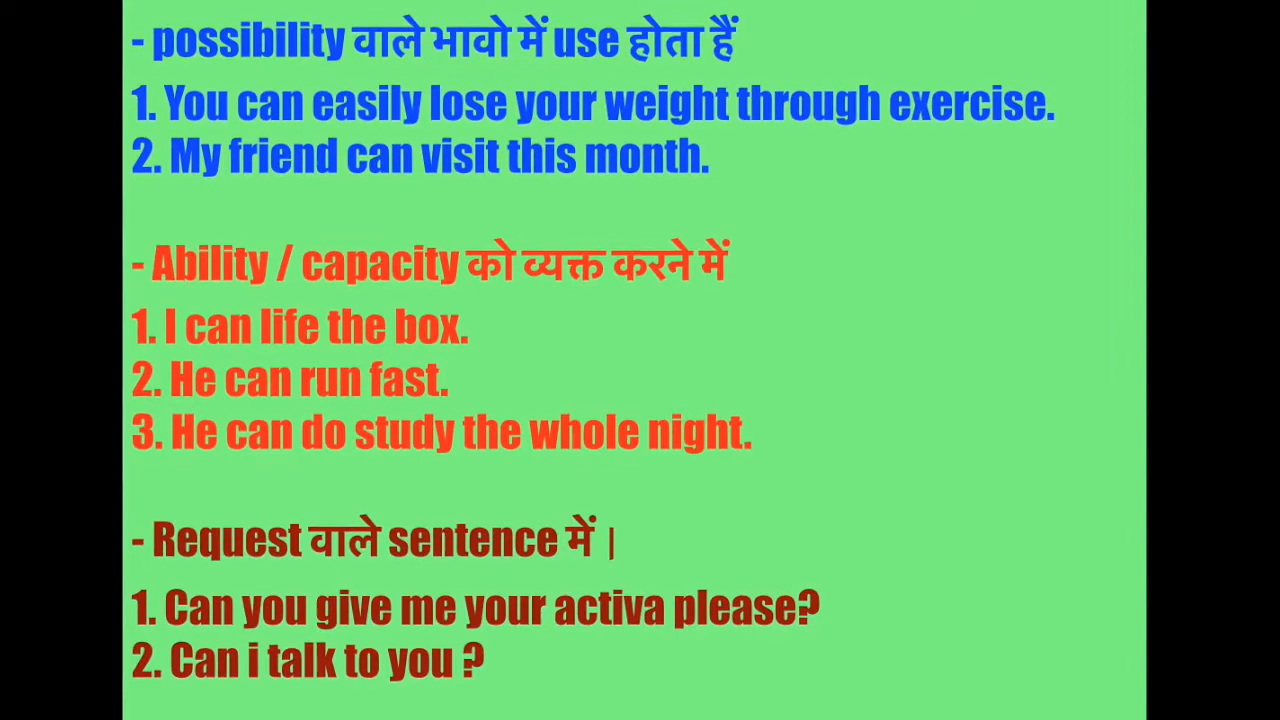 - possibility वाले भावो में use होता हैं
1. You can easily lose your weight through exercise.
2. My friend can visit this month.
- Ability / capacity को व्यक्त करने में
1. I can life the box.
2. He can run fast.
3. He can do study the whole night.
- Request वाले sentence में |
1. Can you give me your activa please?
2. Can i talk to you ?